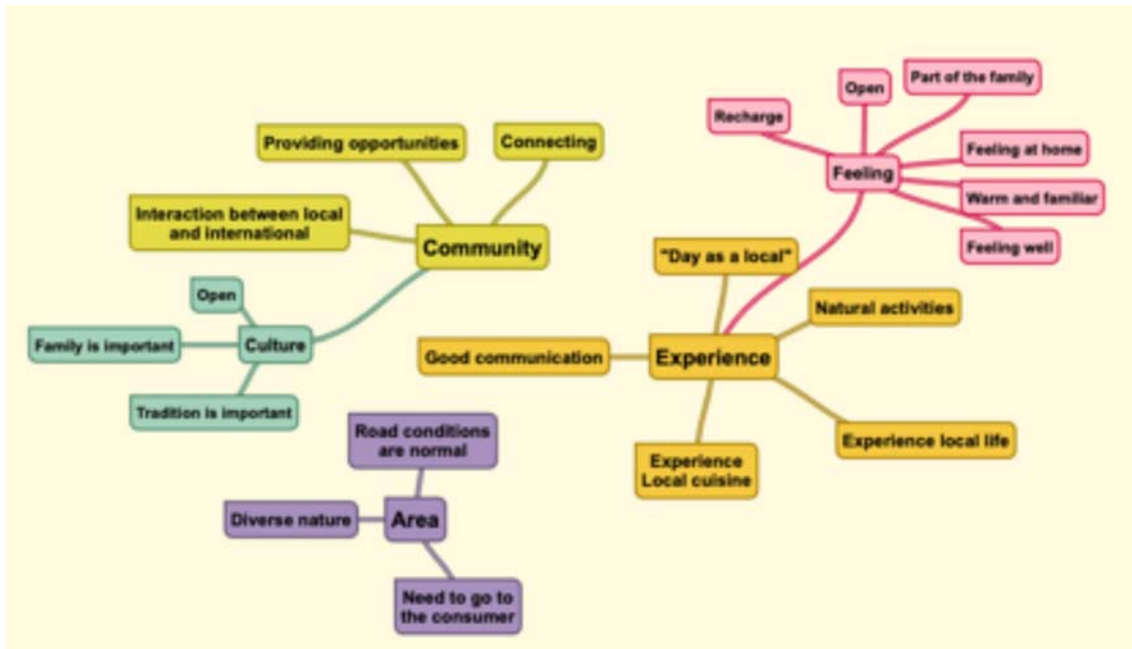 Part of the family
Open
Recharge
Feeling at home
Feeling
Warm and familiar
Feeling well
Providing opportunities
Connecting
Interaction between local
and international
Community
Open
Family is important
Culture
Tradition is important
"Day as a local"
Natural activities
Good communication
Experience
Experience local life
Experience
Local cuisine
Road conditions
are normal
Diverse nature
Area
Need to go to
the consumer